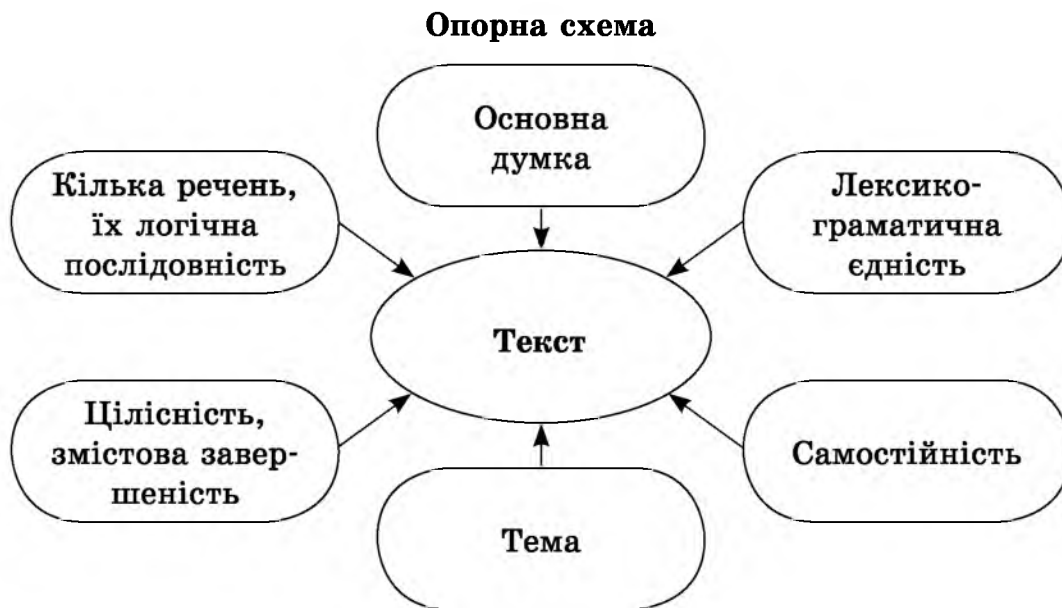 Опорна схема
Основна
думка
Кілька речень,
їх логічна
послідовність
Лексико-
граматична
єдність
Текст
Цілісність,
змістова завер-
шеність
Самостійність
Тема